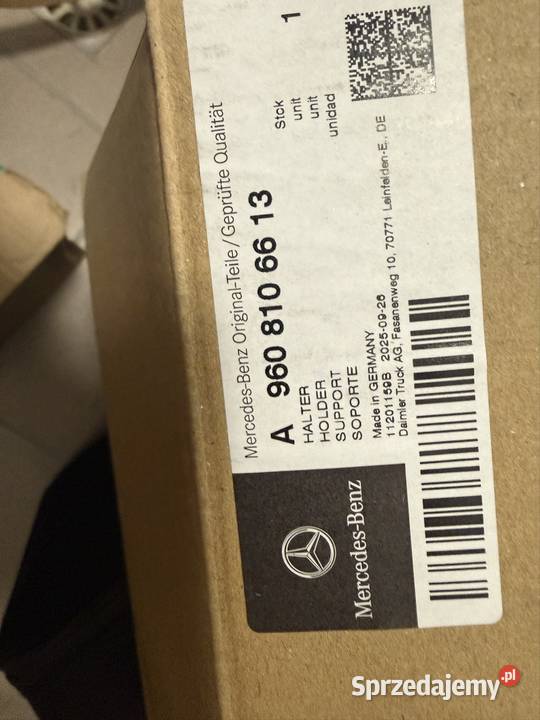 Mercedes-Benz Original-Teile/Geprüfte Qualität
A 960 810 66 13
HALTER
HOLDER
SUPPORT
SOPORTE
Stck
unit
unit
unidad
1
Made in GERMANY
11201159B 2025-09-26
Daimler Truck AG, Fasanenweg 10, 70771 Leinfelden-E., DE
Mercedes-Benz
Sprzedajemy.pl